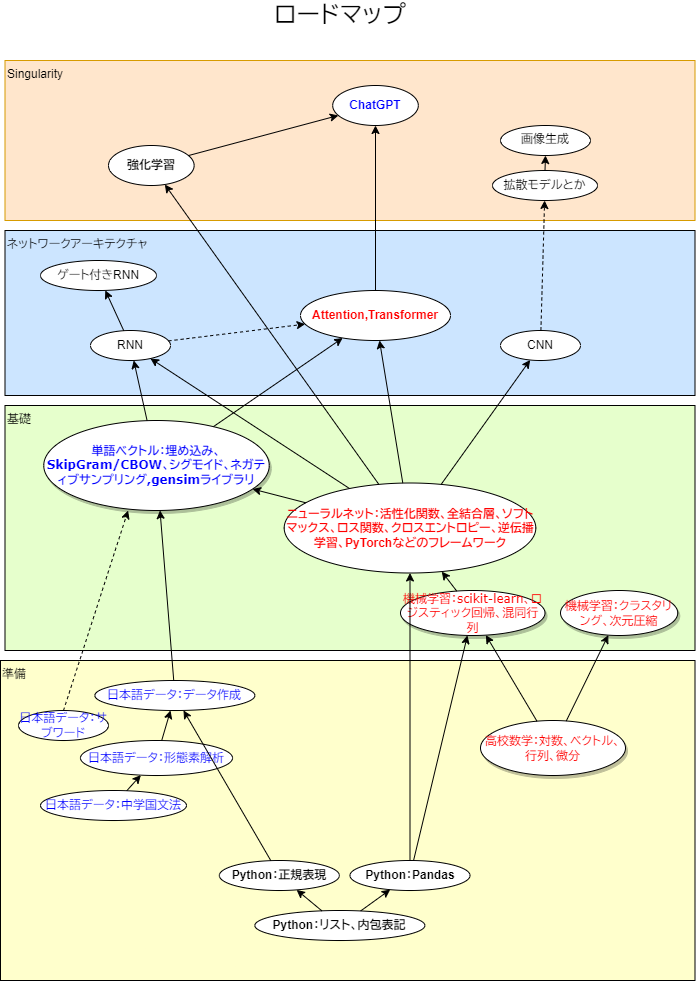 ロードマップ
Singularity
ChatGPT
画像生成
強化学習
拡散モデルとか
ネットワークアーキテクチャ
ゲート付きRNN
Attention,Transformer
RNN
CNN
基礎
単語ベクトル：埋め込み、
SkipGram/CBOW、シグモイド、ネガテ
ィブサンプリング,gensimライブラリ
ニューラルネット：活性化関数、全結合層、ソフト
マックス、ロス関数、クロスエントロピー、逆伝播
学習、PyTorchなどのフレームワーク
機械学習：scikit-learn、ロ
ジスティック回帰、混同行
列
機械学習：クラスタリ
ング、次元圧縮
準備
日本語データ：データ作成
日本語データ：サ
ブワード
高校数学：対数、ベクトル、
行列、微分
日本語データ：形態素解析
日本語データ：中学国文法
Python：正規表現
Python：Pandas
Python：リスト、内包表記